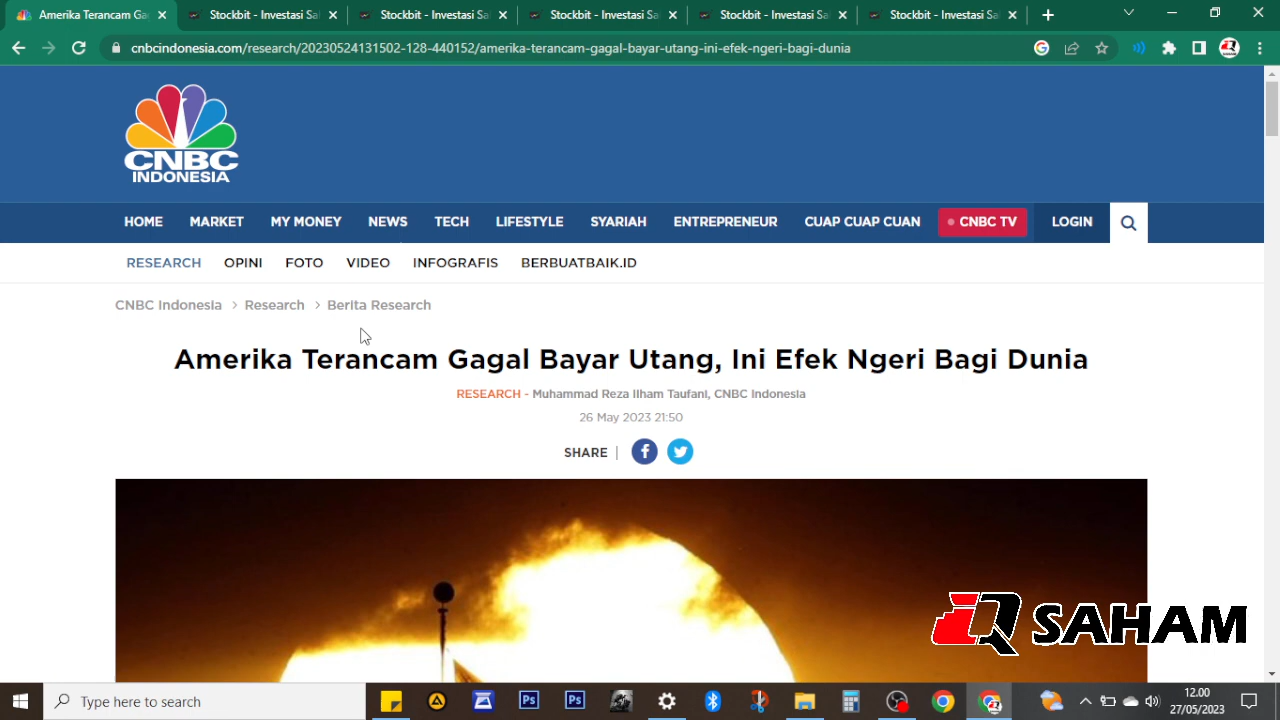 Amerika Terancam Ga
Stockbit - Investasi Sa
Stockbit - Investasi Sa
Stockbit - Investasi Sa
Stockbit - Investasi Sa
Stockbit - Investasi Sa
cnbcindonesia.com/research/20230524131502-128-440152/amerika-terancam-gagal-bayar-utang-ini-efek-ngeri-bagi-dunia
CNBC
INDONESIA
HOME MARKET MY MONEY NEWS TECH LIFESTYLE SYARIAH ENTREPRENEUR CUAP CUAP CUAN CNBC TV LOGIN
RESEARCH OPINI FOTO VIDEO INFOGRAFIS BERBUATBAIK.ID
CNBC Indonesia > Research > Berita Research
Amerika Terancam Gagal Bayar Utang, Ini Efek Ngeri Bagi Dunia
RESEARCH - Muhammad Reza Ilham Taufani, CNBC Indonesia
26 May 2023 21:50
SHARE |
IQ SAHAM
Type here to search
Ps
Ps
12.00
27/05/2023